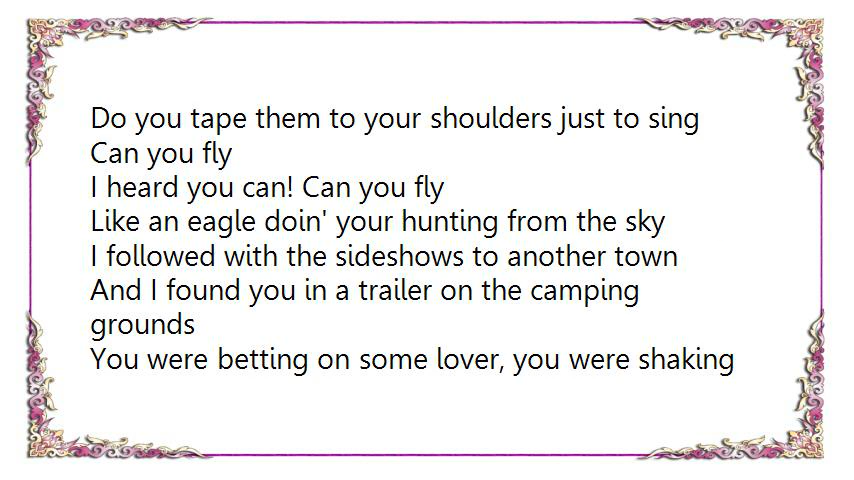 Do you tape them to your shoulders just to sing
Can you fly
I heard you can! Can you fly
Like an eagle doin' your hunting from the sky
I followed with the sideshows to another town
And I found you in a trailer on the camping
grounds
You were betting on some lover, you were shaking